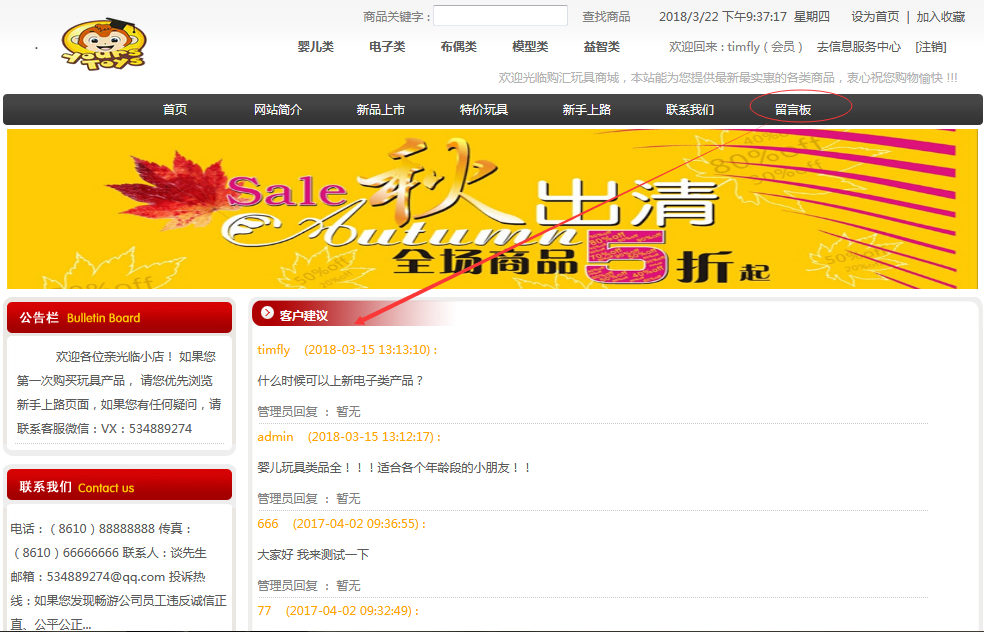 商品关键字： 查找商品 2018/3/22 下午9:37:17 星期四 设为首页 | 加入收藏
Years Toys
婴儿类 电子类 布偶类 模型类 益智类 欢迎回来：timfly ( 会员 ) 去信息服务中心 [注销]
欢迎光临购汇玩具商城，本站能为您提供最新最实惠的各类商品，衷心祝您购物愉快 !!!
首页 网站简介 新品上市 特价玩具 新手上路 联系我们 留言板
Sale 秋 出清
@Autumn
全场商品5折起
公告栏 Bulletin Board
欢迎各位亲光临小店！ 如果您
第一次购买玩具产品， 请您优先浏览
新手上路页面，如果您有任何疑问，请
联系客服微信：VX：534889274
联系我们 Contact us
电话：（8610）88888888 传真：
（8610）66666666 联系人：谈先生
邮箱：534889274@qq.com 投诉热
线：如果您发现畅游公司员工违反诚信正
直、公平公正...
客户建议
timfly (2018-03-15 13:13:10) :
什么时候可以上新电子类产品？
管理员回复 ： 暂无
admin (2018-03-15 13:12:17) :
婴儿玩具类品全！！！适合各个年龄段的小朋友！！
管理员回复 ： 暂无
666 (2017-04-02 09:36:55) :
大家好 我来测试一下
管理员回复 ： 暂无
77 (2017-04-02 09:32:49) :